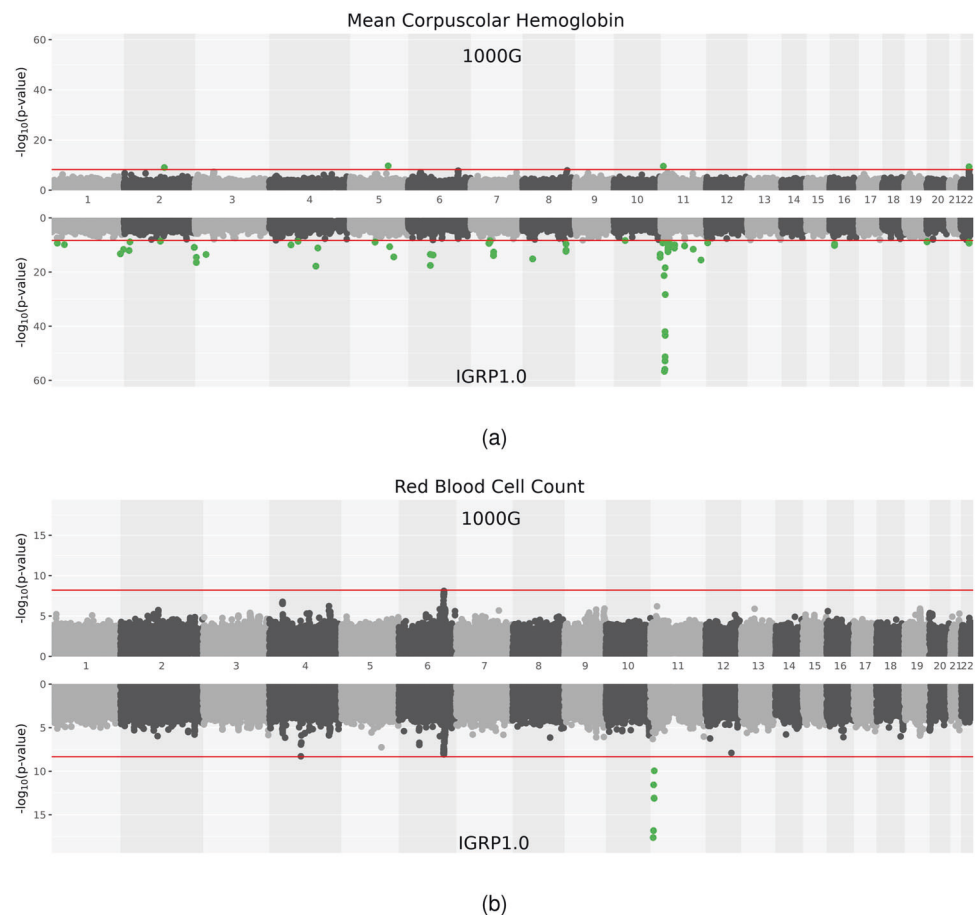 Mean Corpuscolar Hemoglobin
1000G
-log10(p-value)
60
40
20
0
1 2 3 4 5 6 7 8 9 10 11 12 13 14 15 16 17 18 19 20 21 22
0
20
40
60
-log10(p-value)
IGRP1.0
(a)
Red Blood Cell Count
1000G
-log10(p-value)
15
10
5
0
1 2 3 4 5 6 7 8 9 10 11 12 13 14 15 16 17 18 19 20 21 22
0
5
10
15
-log10(p-value)
IGRP1.0
(b)